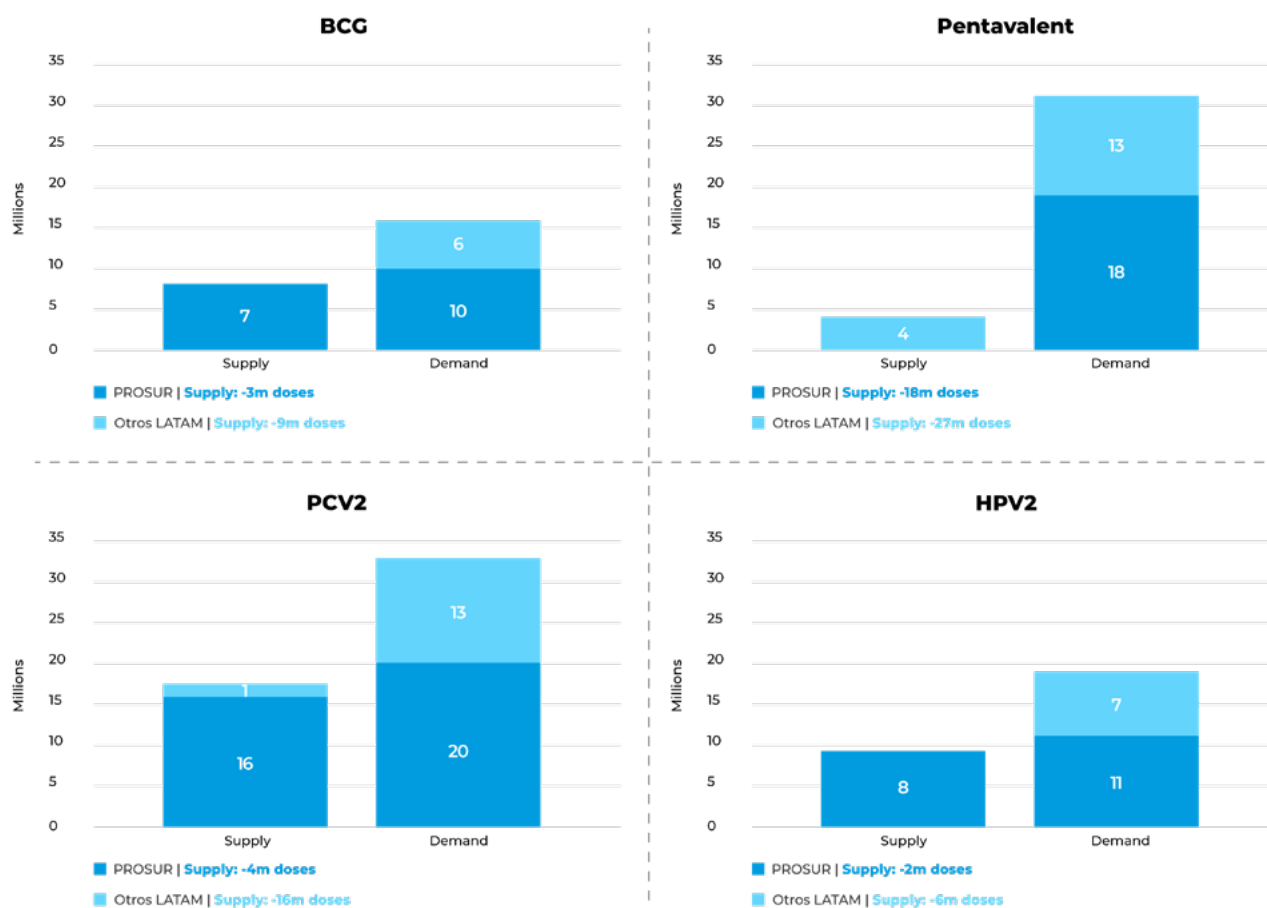 BCG
35
30
25
20
15
10
5
0
Millions
7
6
10
Supply
Demand
PROSUR | Supply: -3m doses
Otros LATAM | Supply: -9m doses
Pentavalent
35
30
25
20
15
10
5
0
Millions
4
13
18
Supply
Demand
PROSUR | Supply: -18m doses
Otros LATAM | Supply: -27m doses
PCV2
35
30
25
20
15
10
5
0
Millions
1
16
13
20
Supply
Demand
PROSUR | Supply: -4m doses
Otros LATAM | Supply: -16m doses
HPV2
35
30
25
20
15
10
5
0
Millions
8
7
11
Supply
Demand
PROSUR | Supply: -2m doses
Otros LATAM | Supply: -6m doses